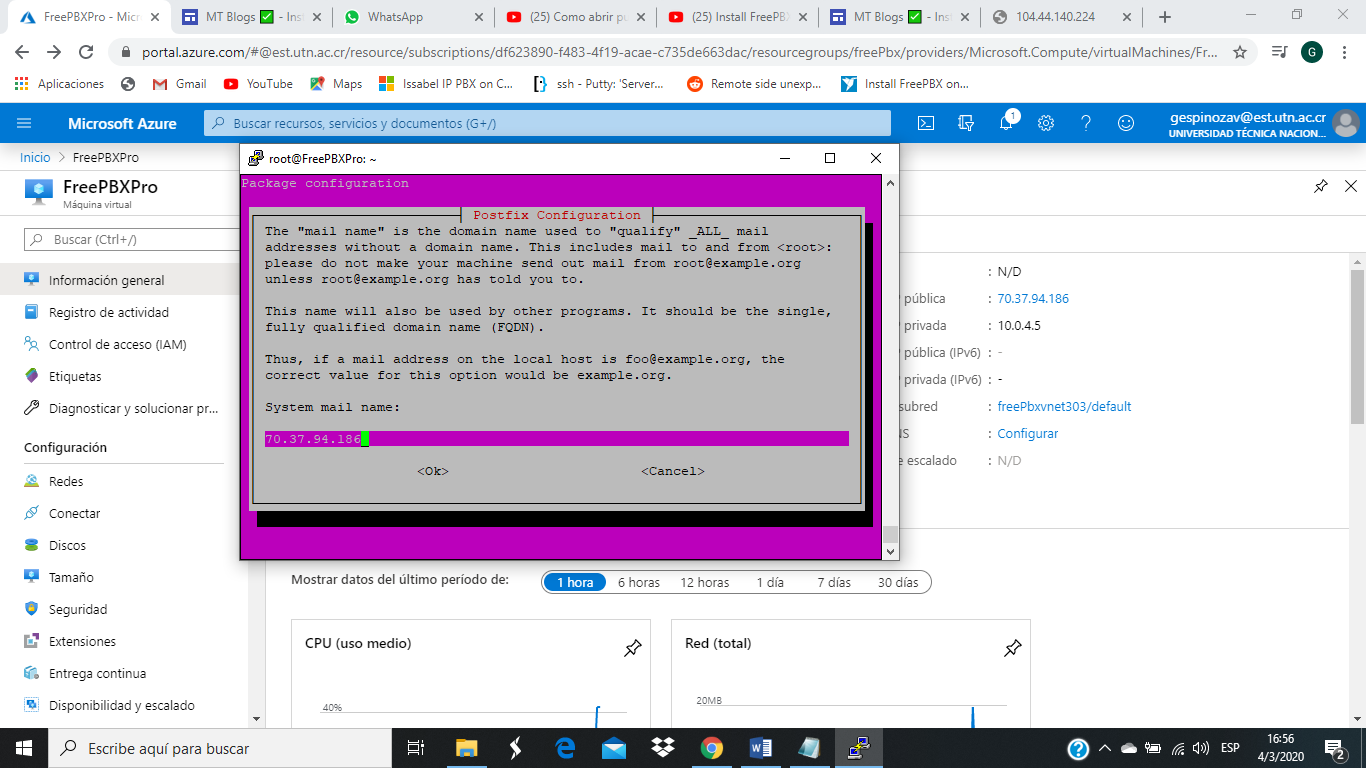 FreePBXPro - Micr
MT Blogs ✅ - Ins
WhatsApp
(25) Como abrir pu
(25) Install FreePB
MT Blogs ✅ - Ins
104.44.140.224
portal.azure.com/#@est.utn.ac.cr/resource/subscriptions/df623890-f483-4f19-acae-c735de663dac/resourcegroups/freePbx/providers/Microsoft.Compute/virtualMachines/Fr...
G
Aplicaciones
Gmail
YouTube
Maps
Issabel IP PBX on C...
ssh - Putty: 'Server...
Remote side unexp...
Install FreePBX on...
Microsoft Azure
Buscar recursos, servicios y documentos (G+/)
1
gespinozav@est.utn.ac.cr
UNIVERSIDAD TÉCNICA NACION...
Inicio > FreePBXPro
FreePBXPro
Máquina virtual
Buscar (Ctrl+/)
Información general
Registro de actividad
Control de acceso (IAM)
Etiquetas
Diagnosticar y solucionar pr...
Configuración
Redes
Conectar
Discos
Tamaño
Seguridad
Extensiones
Entrega continua
Disponibilidad y escalado
root@FreePBXPro: ~
Package configuration
Postfix Configuration
The "mail name" is the domain name used to "qualify" _ALL_ mail
addresses without a domain name. This includes mail to and from <root>:
please do not make your machine send out mail from root@example.org
unless root@example.org has told you to.
This name will also be used by other programs. It should be the single,
fully qualified domain name (FQDN).
Thus, if a mail address on the local host is foo@example.org, the
correct value for this option would be example.org.
System mail name:
70.37.94.186
<Ok> <Cancel>
: N/D
pública : 70.37.94.186
privada : 10.0.4.5
pública (IPv6) : -
privada (IPv6) : -
subred : freePbxvnet303/default
NS : Configurar
e escalado : N/D
Mostrar datos del último período de:
1 hora
6 horas
12 horas
1 día
7 días
30 días
CPU (uso medio)
40%
Red (total)
20MB
Escribe aquí para buscar
ESP
16:56
4/3/2020
2